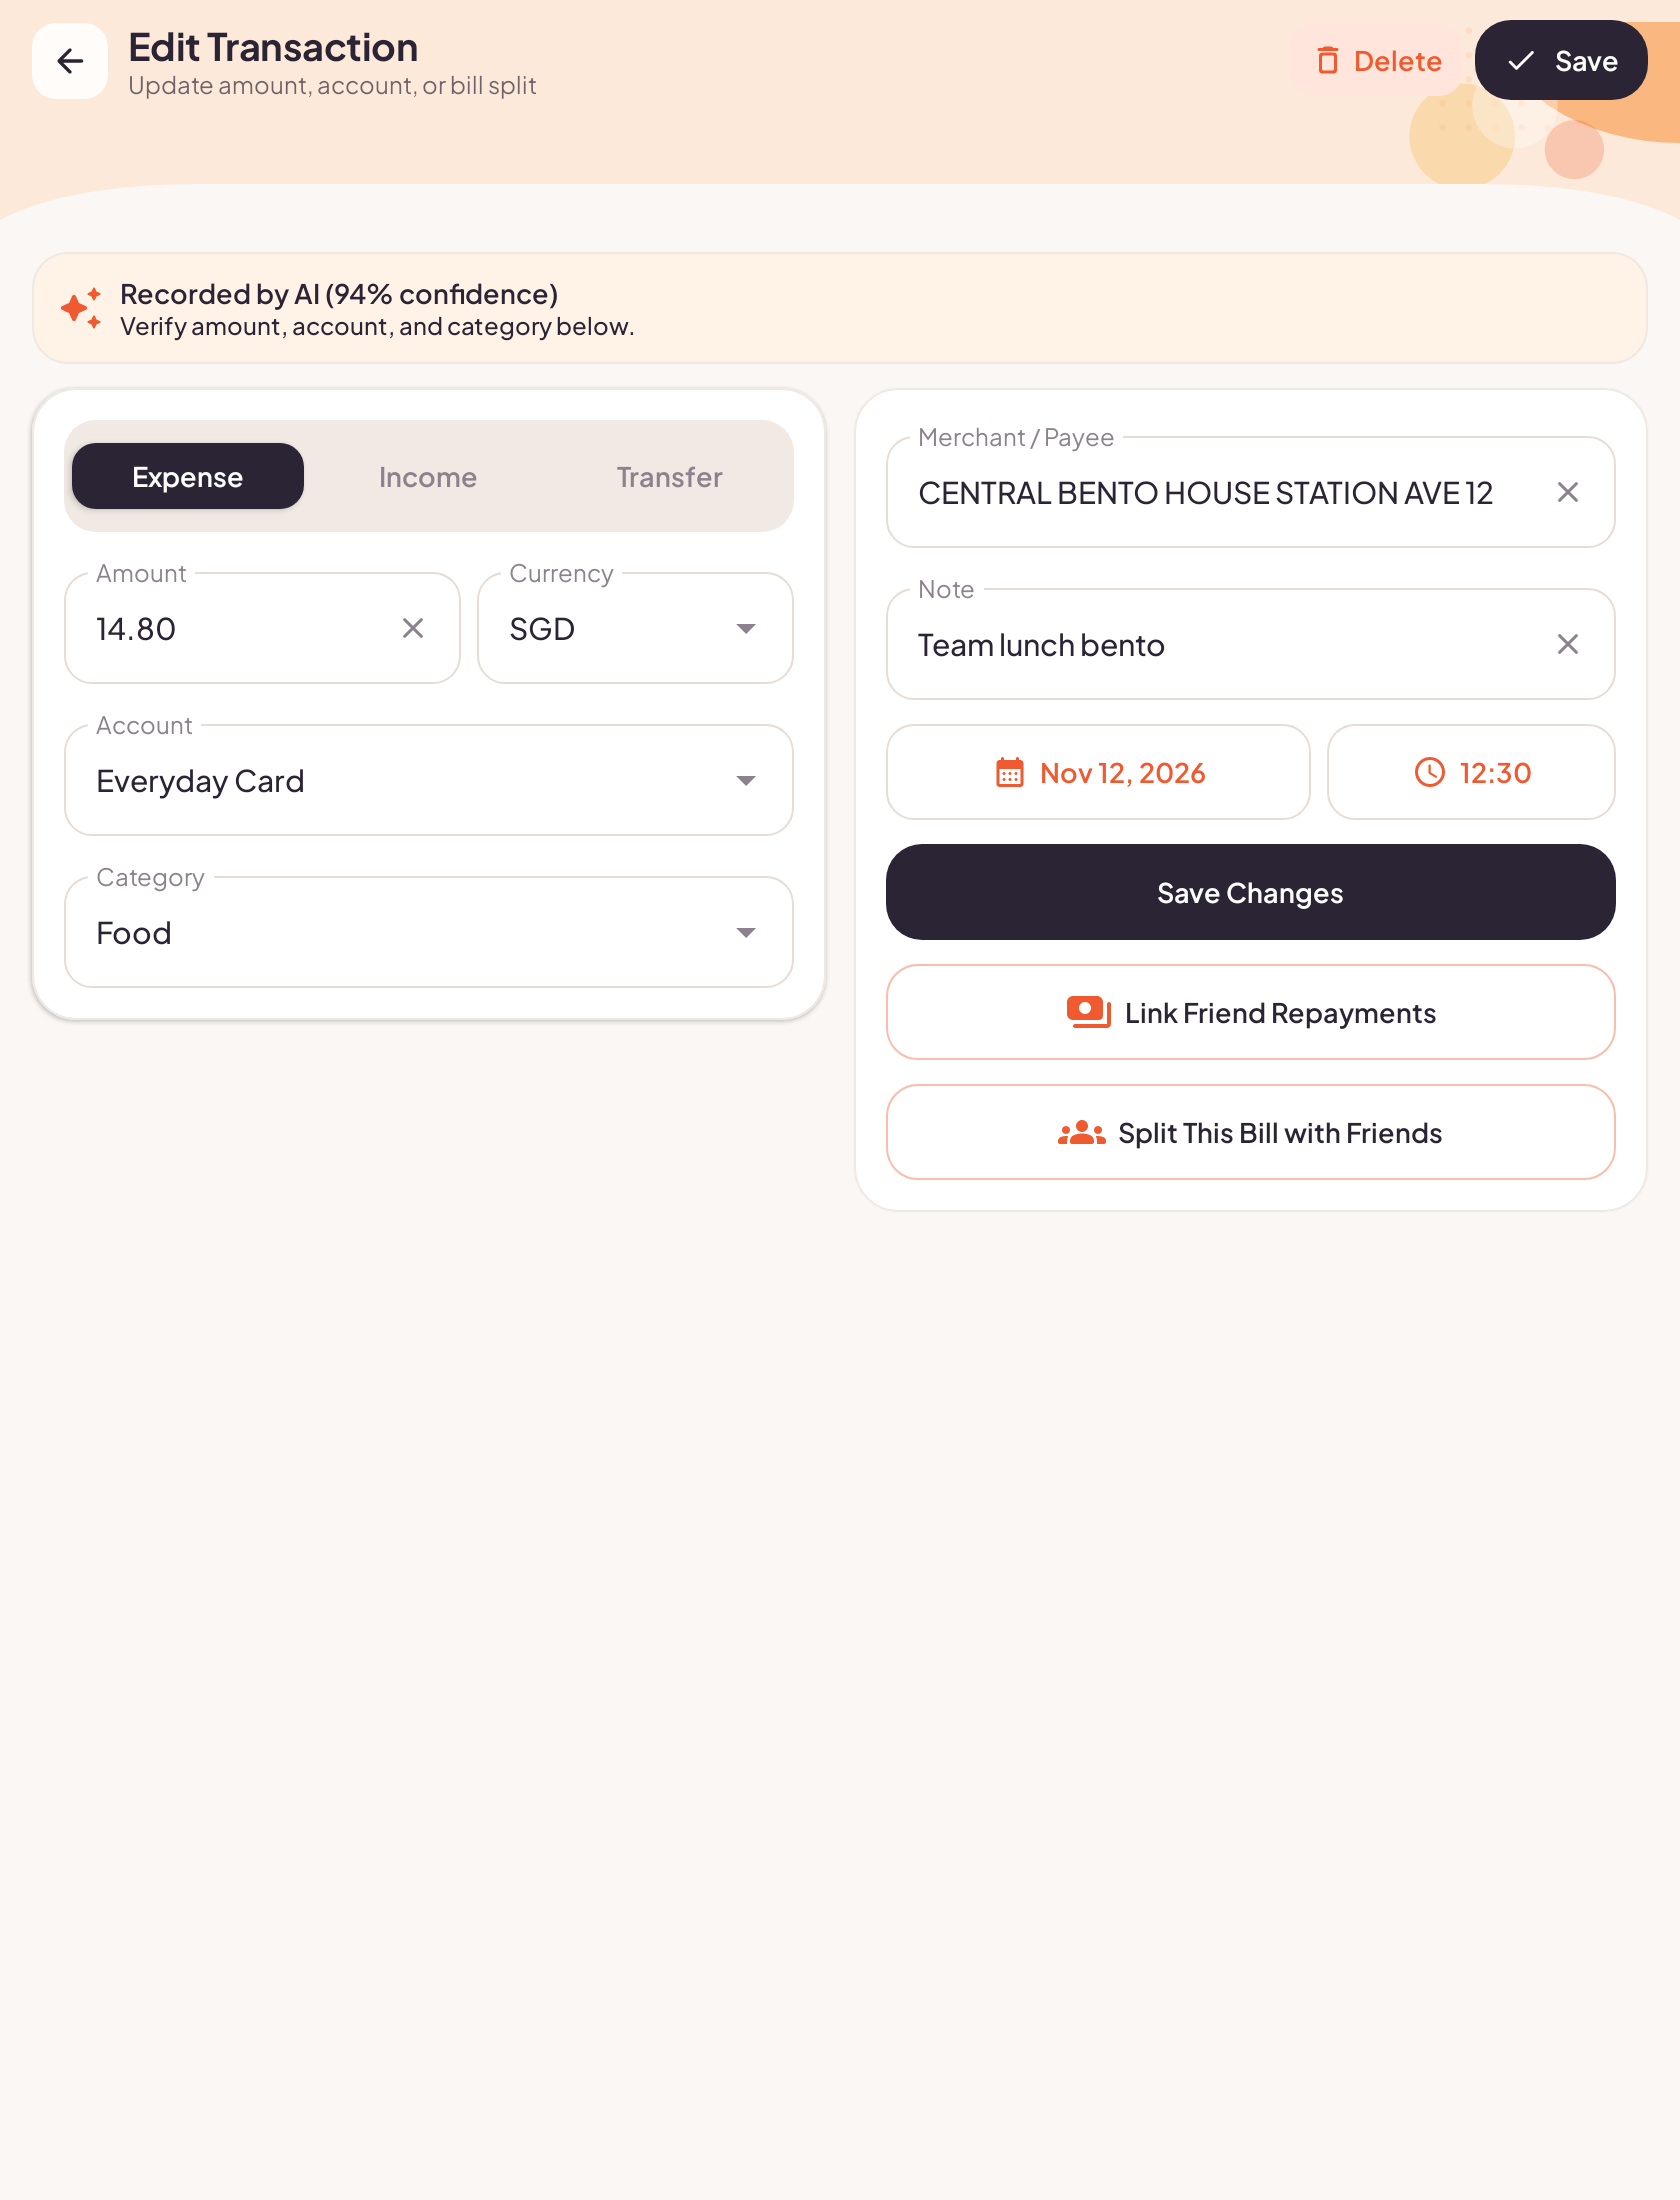 Edit Transaction
Update amount, account, or bill split
Delete
Save
Recorded by AI (94% confidence)
Verify amount, account, and category below.
Expense
Income
Transfer
Amount
14.80
Currency
SGD
Account
Everyday Card
Category
Food
Merchant / Payee
CENTRAL BENTO HOUSE STATION AVE 12
Note
Team lunch bento
Nov 12, 2026
12:30
Save Changes
Link Friend Repayments
Split This Bill with Friends